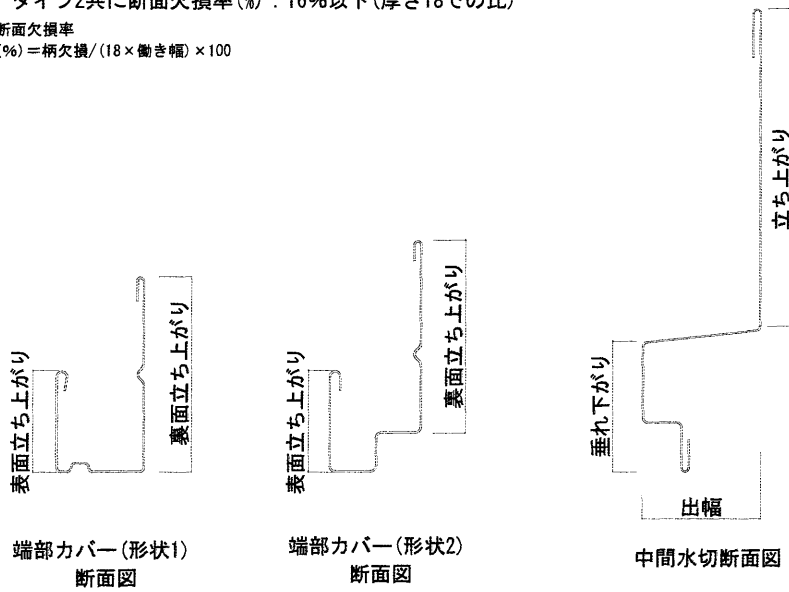 タイプ2共に断面欠損率(%)：16%以下(厚さ18での比)
断面欠損率
(%)＝柄欠損/(18×働き幅)×100
立ち上がり
表面立ち上がり
裏面立ち上がり
表面立ち上がり
裏面立ち上がり
垂れ下がり
出幅
端部カバー(形状1)
断面図
端部カバー(形状2)
断面図
中間水切断面図